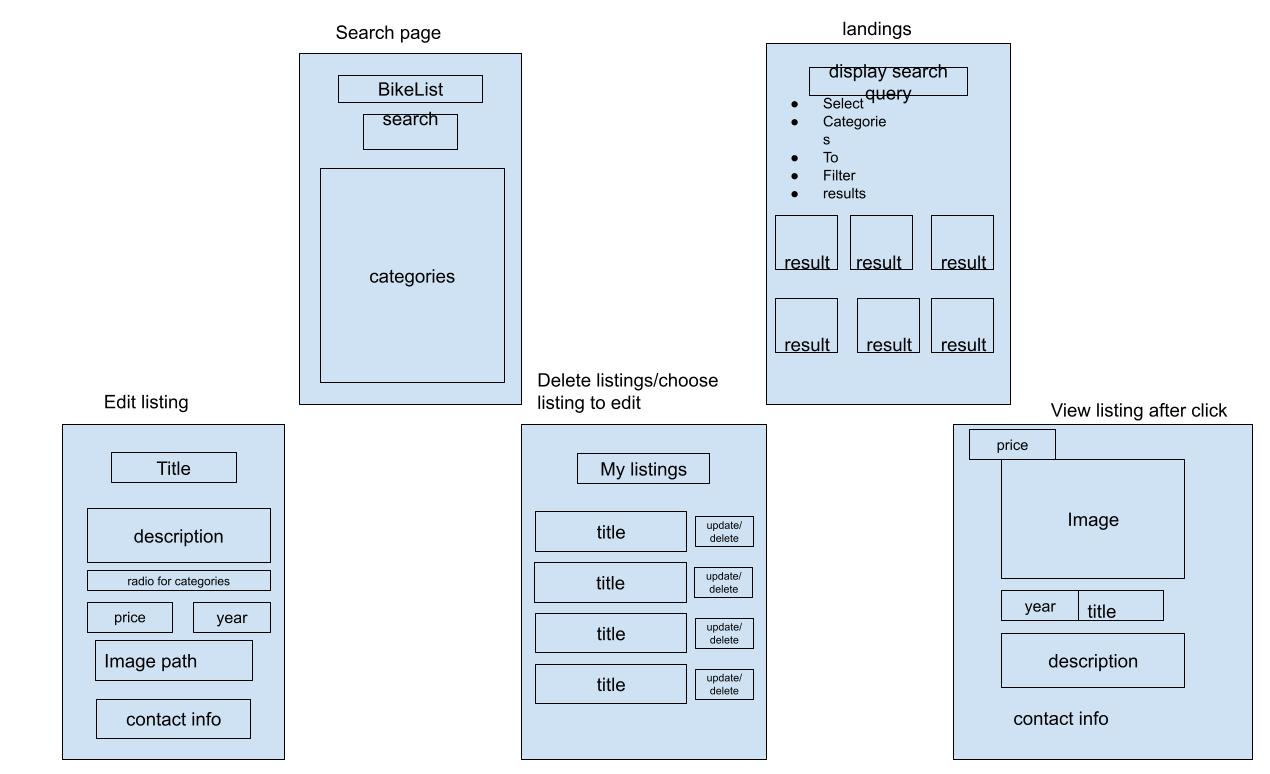 Search page
BikeList
search
categories
landings
display search
query
● Select
● Categorie
s
● To
● Filter
● results
result result result
result result result
Edit listing
Title
description
radio for categories
price year
Image path
contact info
Delete listings/choose
listing to edit
My listings
title
update/
delete
title
update/
delete
title
update/
delete
title
update/
delete
View listing after click
price
Image
year title
description
contact info